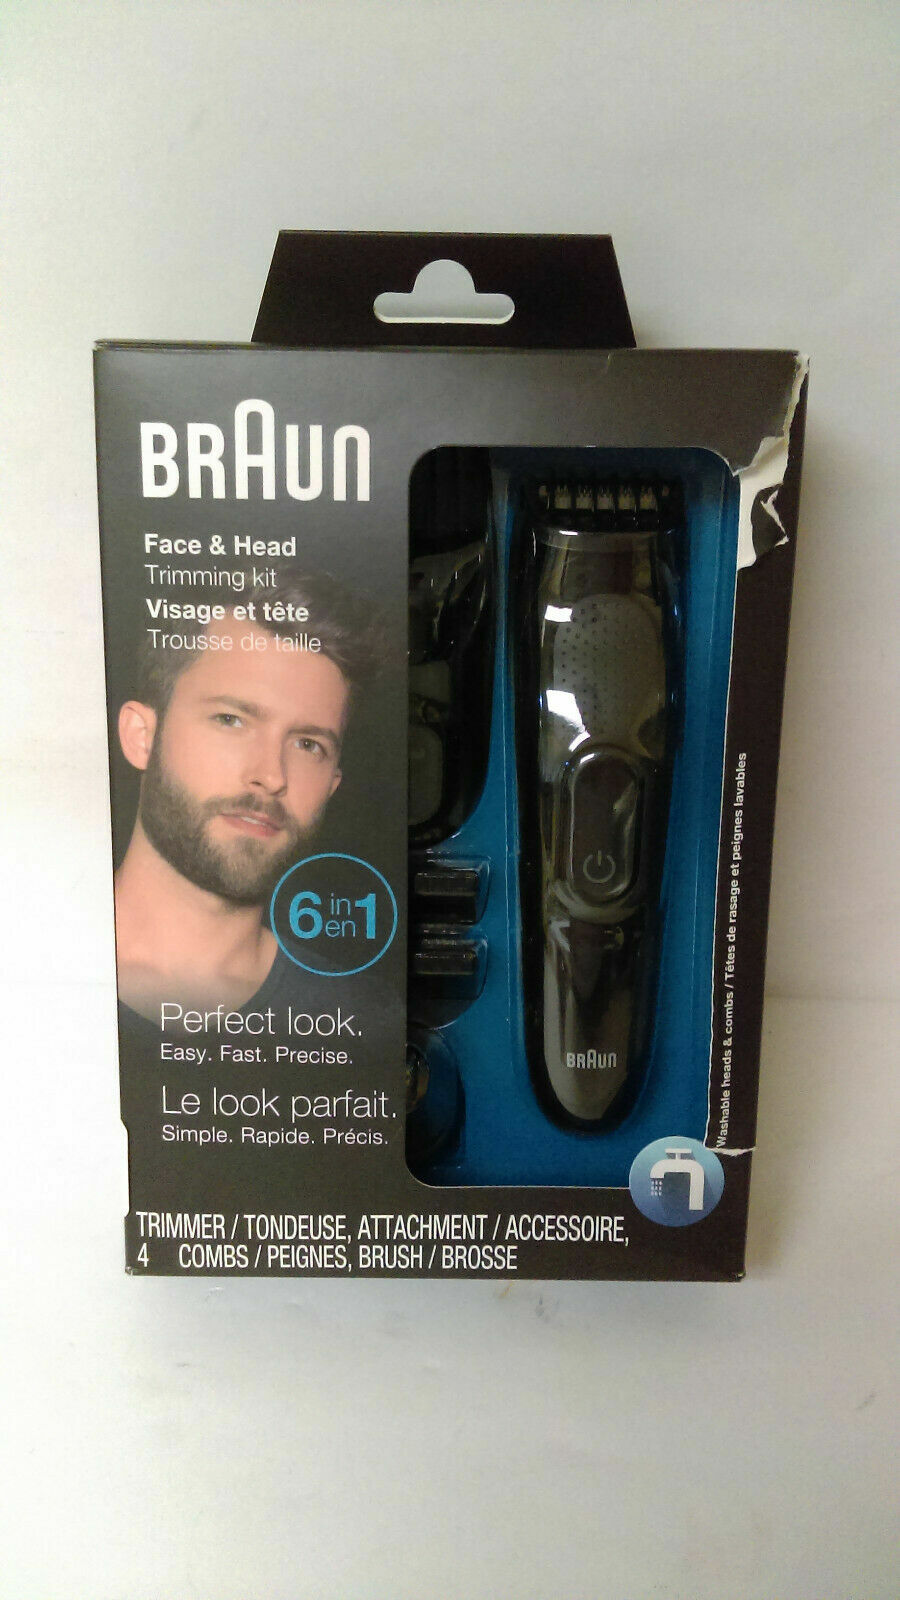 BRAUN
Face & Head
Trimming kit
Visage et tête
Trousse de taille
6 in en 1
Perfect look.
Easy. Fast. Precise.
Le look parfait.
Simple. Rapide. Précis.
BRAUN
Washable heads & combs / Têtes de rasage et peignes lavables
TRIMMER / TONDEUSE, ATTACHMENT / ACCESSOIRE,
4 COMBS / PEIGNES, BRUSH / BROSSE